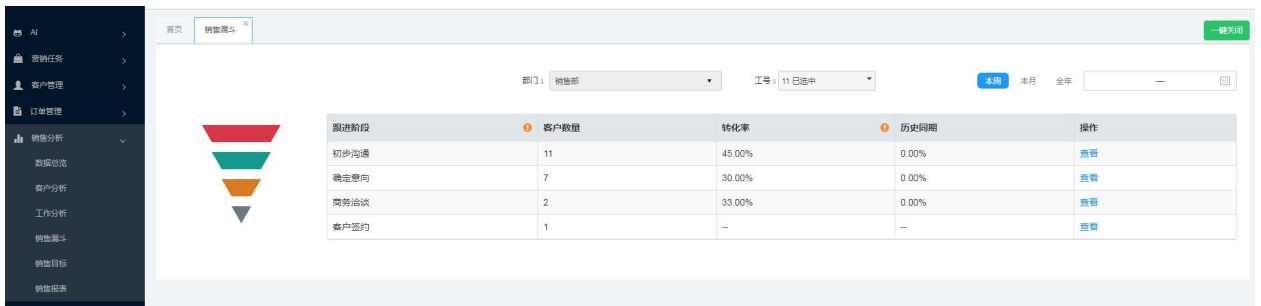 AI
营销任务
客户管理
订单管理
销售分析
数据总览
客户分析
工作分析
销售漏斗
销售目标
销售报表
首页 销售漏斗
一键关闭
部门： 销售部 工号：11 已选中 本周 本月 全年 —
跟进阶段 客户数量 转化率 历史同期 操作
初步沟通 11 45.00% 0.00% 查看
确定意向 7 30.00% 0.00% 查看
商务洽谈 2 33.00% 0.00% 查看
客户签约 1 -- -- 查看